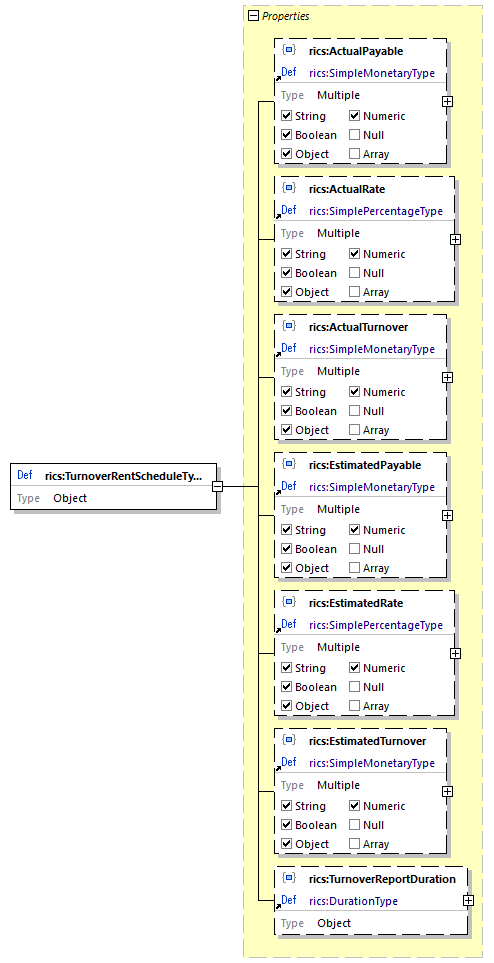 Properties
rics:ActualPayable
Def rics:SimpleMonetaryType
Type Multiple
String Numeric
Boolean Null
Object Array
rics:ActualRate
Def rics:SimplePercentageType
Type Multiple
String Numeric
Boolean Null
Object Array
rics:ActualTurnover
Def rics:SimpleMonetaryType
Type Multiple
String Numeric
Boolean Null
Object Array
Def rics:TurnoverRentScheduleTy...
Type Object
rics:EstimatedPayable
Def rics:SimpleMonetaryType
Type Multiple
String Numeric
Boolean Null
Object Array
rics:EstimatedRate
Def rics:SimplePercentageType
Type Multiple
String Numeric
Boolean Null
Object Array
rics:EstimatedTurnover
Def rics:SimpleMonetaryType
Type Multiple
String Numeric
Boolean Null
Object Array
rics:TurnoverReportDuration
Def rics:DurationType
Type Object